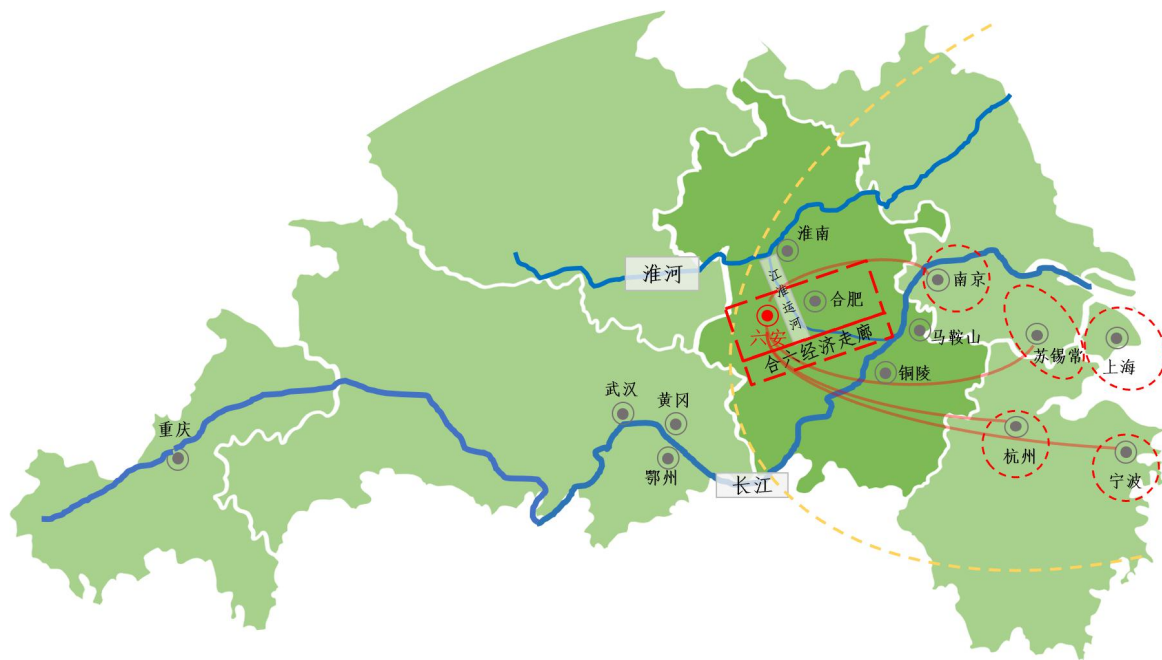 淮南
淮河
江淮运河
合肥
南京
六安
合六经济走廊
马鞍山
苏锡常
上海
铜陵
武汉
黄冈
重庆
鄂州
杭州
长江
宁波